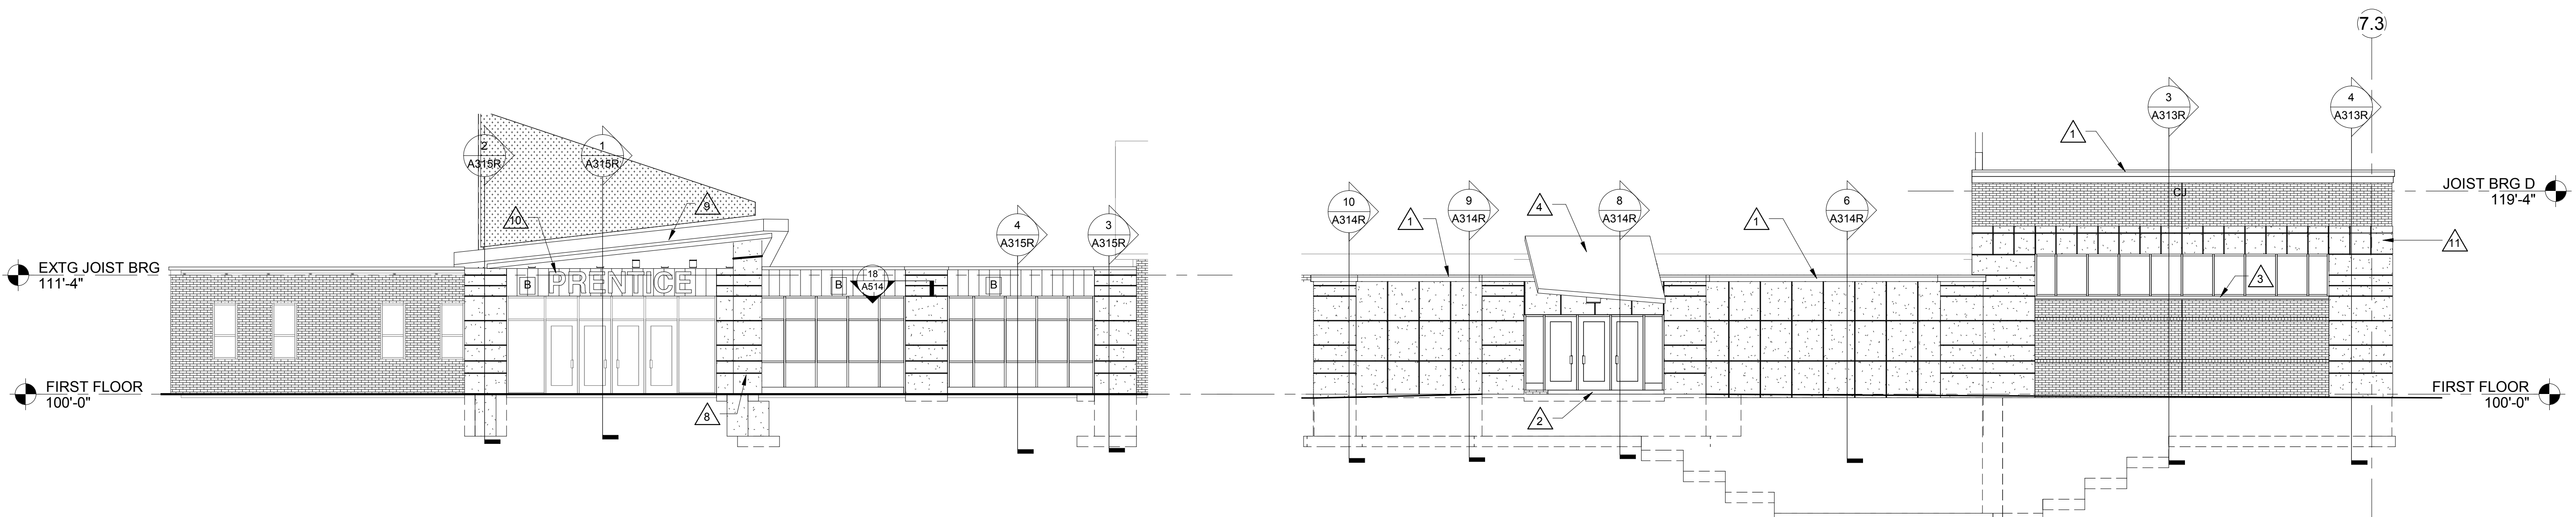 7.3
3
A313R
4
A313R
1
2
A315R
1
A315R
JOIST BRG D
119'-4"
CJ
10
9
10
A314R
1
9
A314R
4
8
A314R
1
6
A314R
4
A315R
3
A315R
11
EXTG JOIST BRG
111'-4"
B
PRENTICE
B
18
A514
B
3
FIRST FLOOR
100'-0"
8
2
FIRST FLOOR
100'-0"